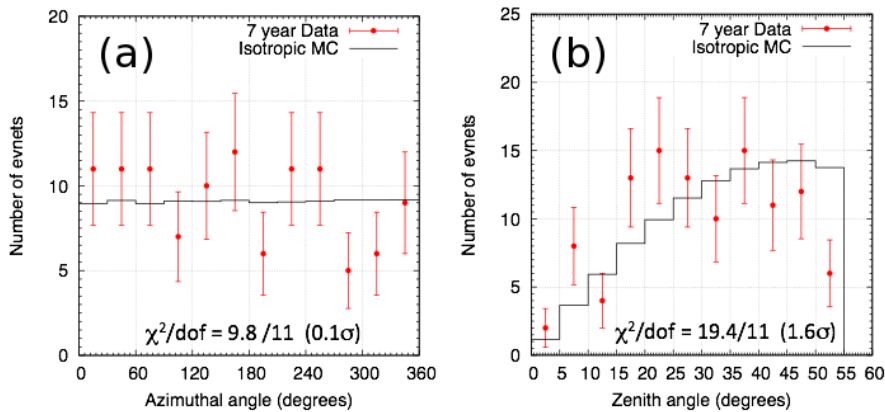 (a)
7 year Data
Isotropic MC
20
15
10
5
0
Number of evnets
χ²/dof = 9.8 /11 (0.1σ)
0 60 120 180 240 300 360
Azimuthal angle (degrees)
(b)
7 year Data
Isotropic MC
25
20
15
10
5
0
Number of evnets
χ²/dof = 19.4/11 (1.6σ)
0 5 10 15 20 25 30 35 40 45 50 55 60
Zenith angle (degrees)